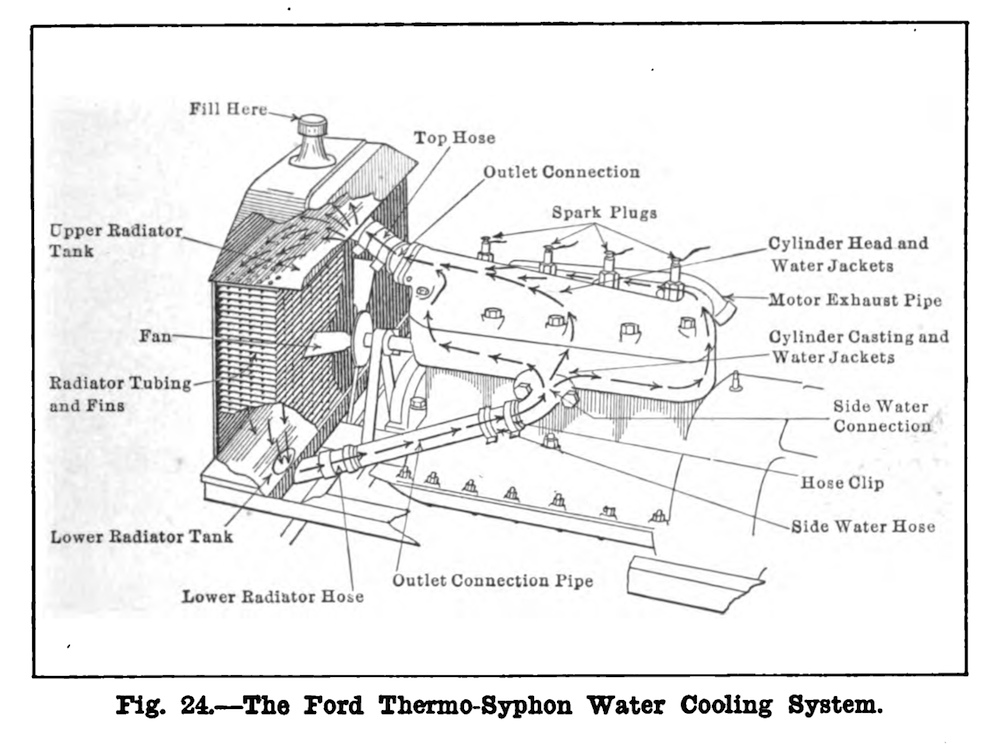 Fill Here
Top Hose
Outlet Connection
Spark Plugs
Upper Radiator
Tank
Cylinder Head and
Water Jackets
Motor Exhaust Pipe
Fan
Cylinder Casting and
Water Jackets
Radiator Tubing
and Fins
Side Water
Connection
Hose Clip
Side Water Hose
Lower Radiator Tank
Outlet Connection Pipe
Lower Radiator Hose
Fig. 24.—The Ford Thermo-Syphon Water Cooling System.